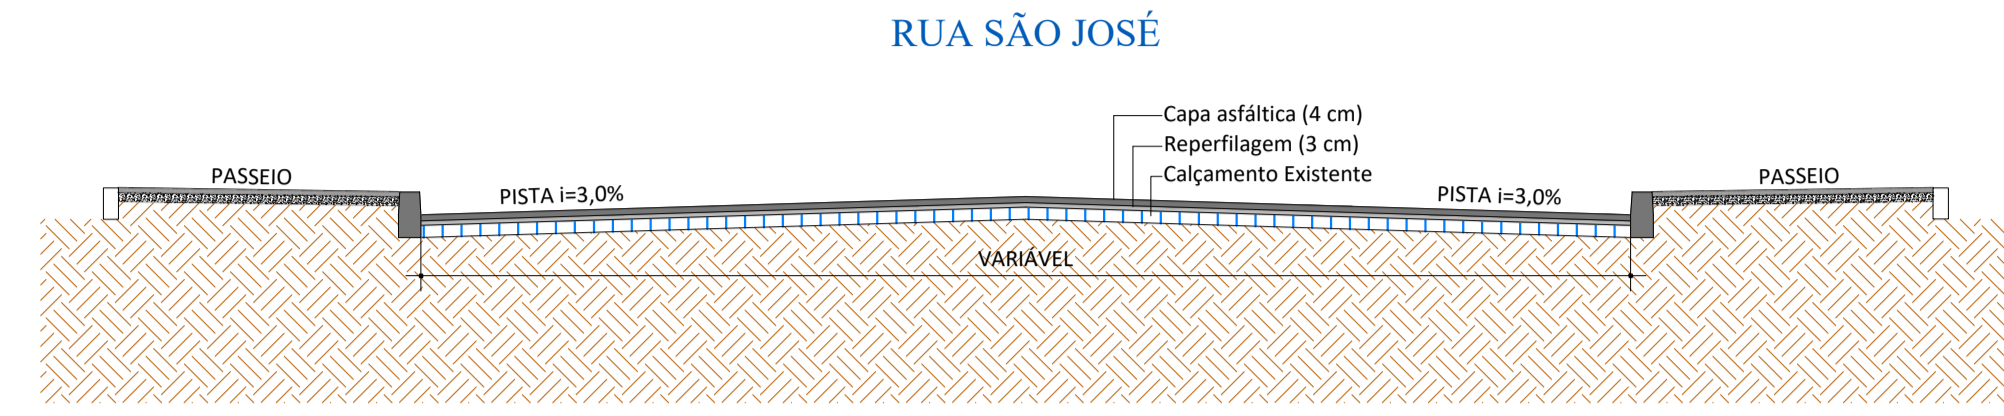 RUA SÃO JOSÉ
Capa asfáltica (4 cm)
Reperfilagem (3 cm)
Calçamento Existente
PASSEIO
PISTA i=3,0%
PISTA i=3,0%
PASSEIO
VARIÁVEL